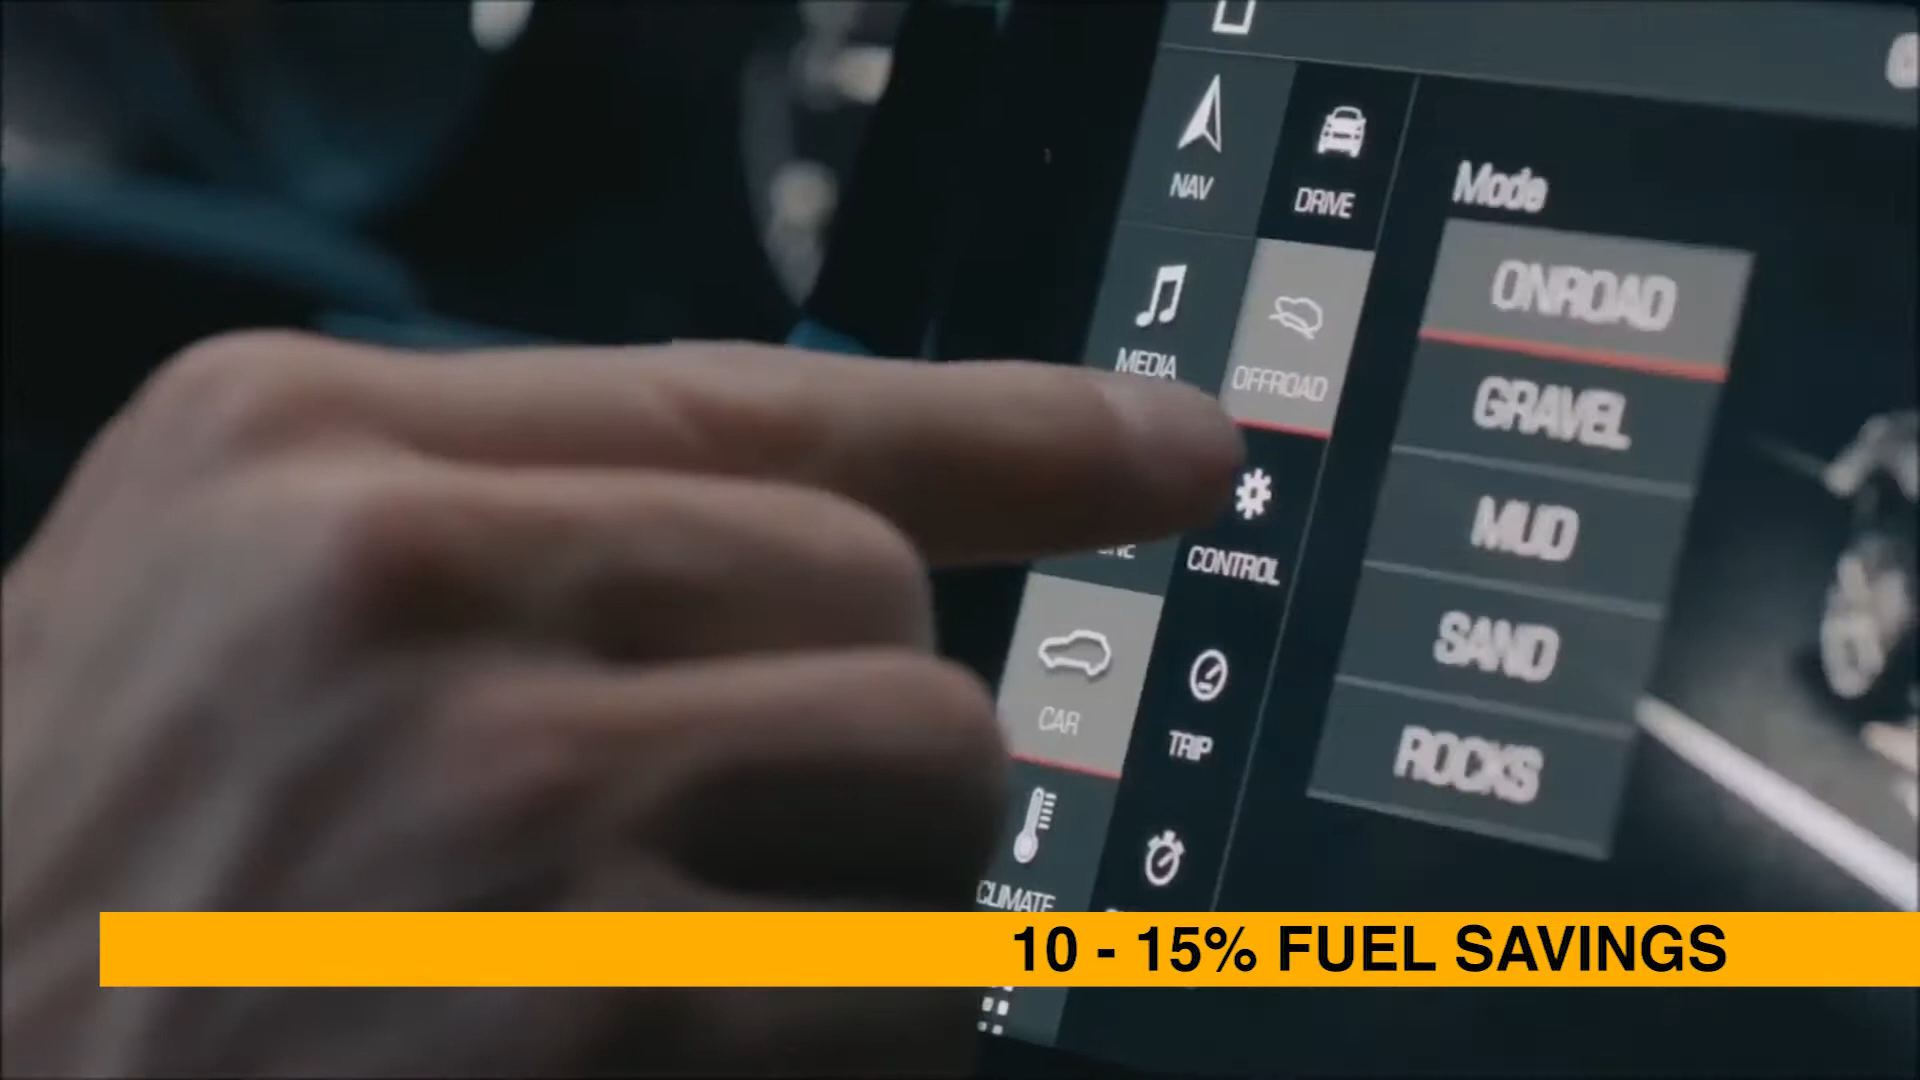 NAV
DRIVE
MEDIA
OFFROAD
CONTROL
CAR
TRIP
CLIMATE
Mode
ONROAD
GRAVEL
MUD
SAND
ROCKS
10 - 15% FUEL SAVINGS